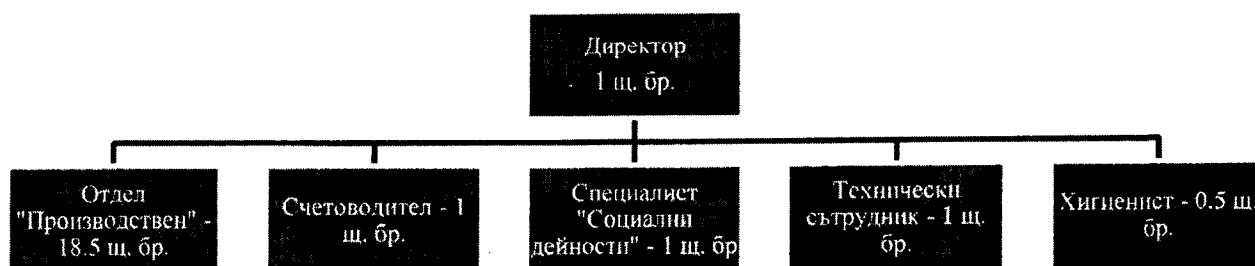 Директор
1 щ. бр.
Отдел
"Производствен" -
18.5 щ. бр.
Счетоводител - 1
щ. бр.
Специалист
"Социални
дейности" - 1 щ. бр
Технически
сътрудник - 1 щ.
бр.
Хигиенист - 0.5 щ.
бр.